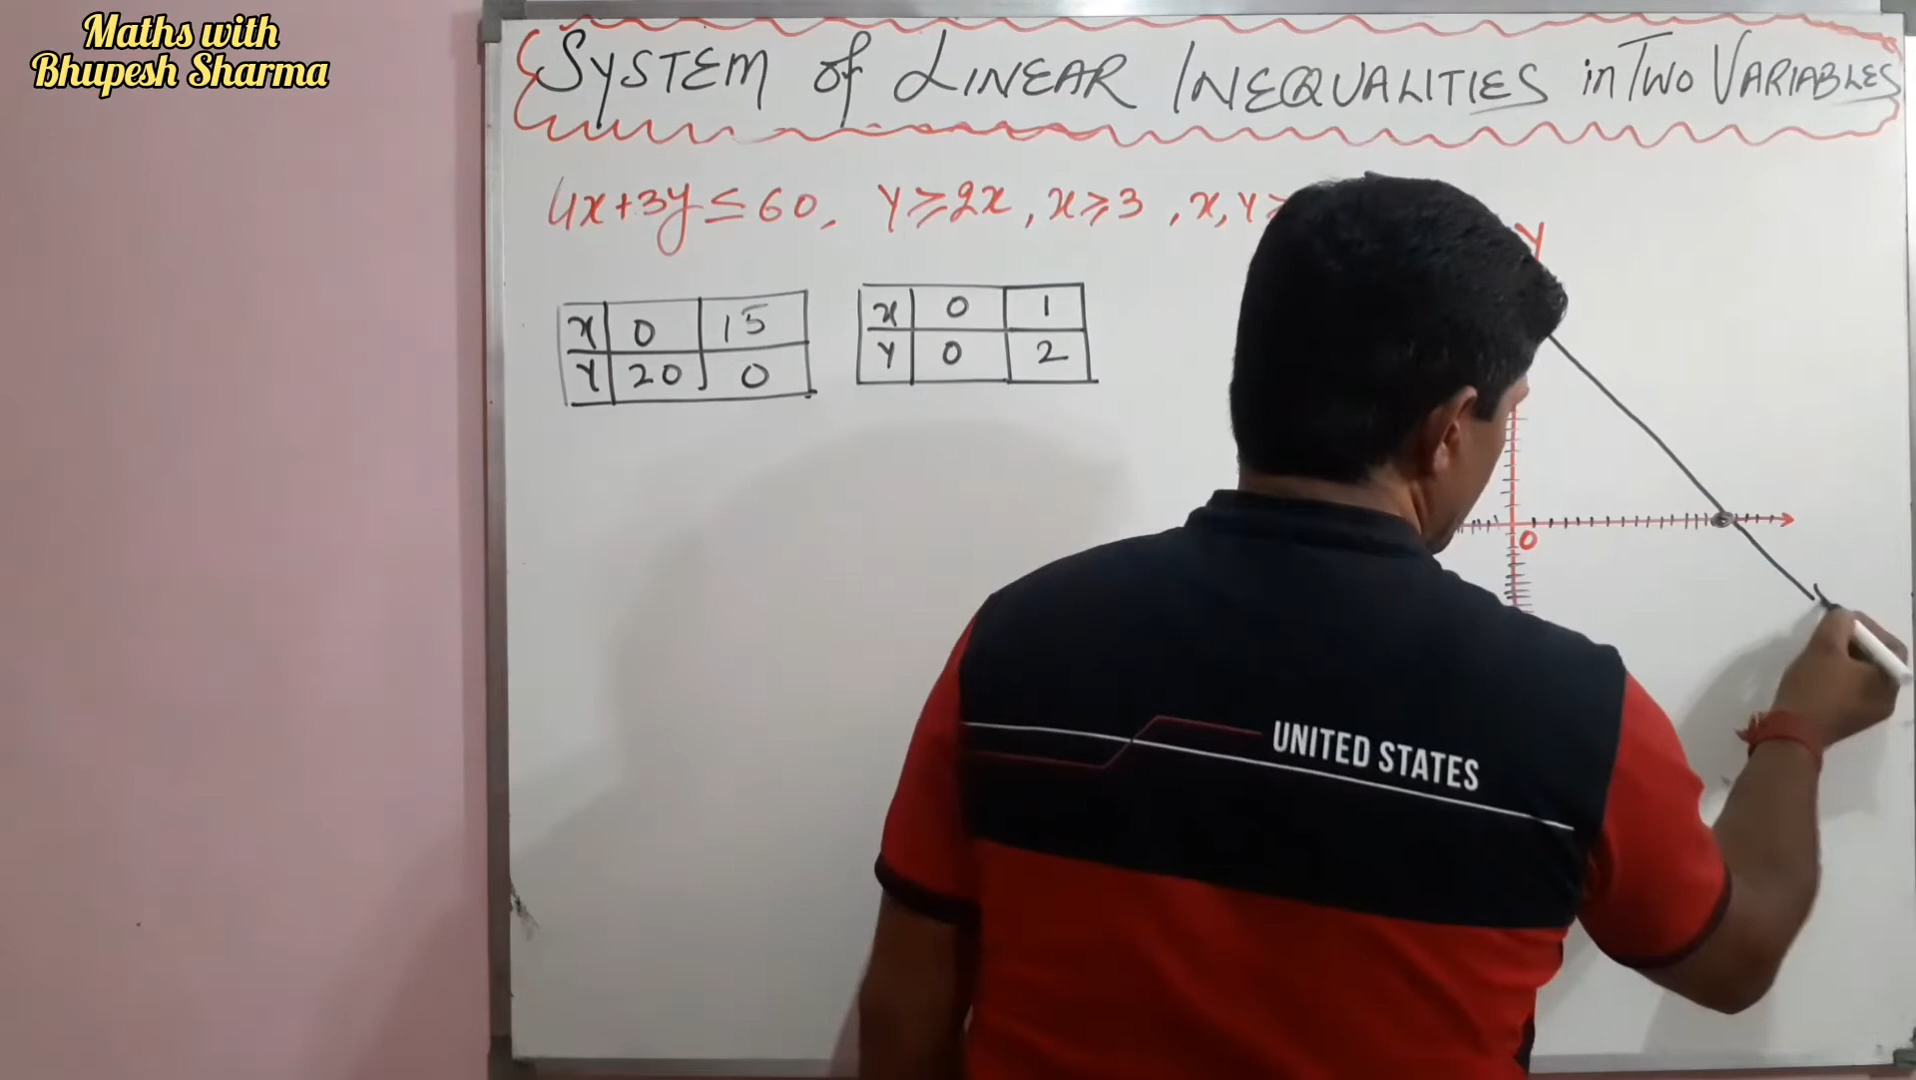 Maths with
Bhupesh Sharma
SYSTEM of LINEAR INEQUALITIES in TWO VARIABLES
4x+3y≤60, Y≥2x, x≥3, x, Y≥
x 0 15
Y 20 0
x 0 1
Y 0 2
Y
0
UNITED STATES